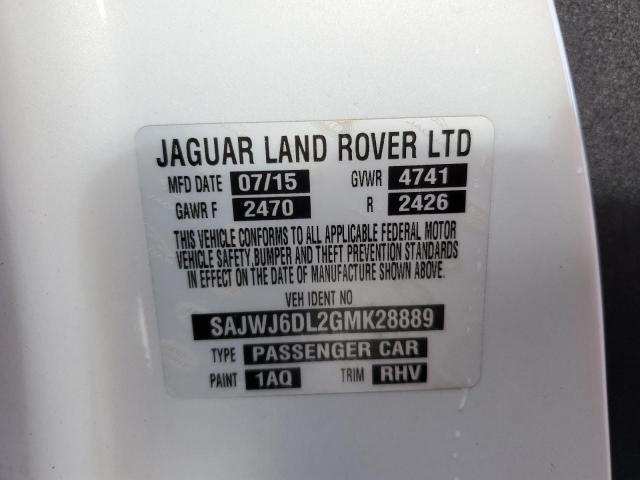 JAGUAR LAND ROVER LTD
MFD DATE 07/15 GVWR 4741
GAWR F 2470 R 2426
THIS VEHICLE CONFORMS TO ALL APPLICABLE FEDERAL MOTOR
VEHICLE SAFETY,BUMPER AND THEFT PREVENTION STANDARDS
IN EFFECT ON THE DATE OF MANUFACTURE SHOWN ABOVE.
VEH IDENT NO
SAJWJ6DL2GMK28889
TYPE PASSENGER CAR
PAINT 1AQ TRIM RHV